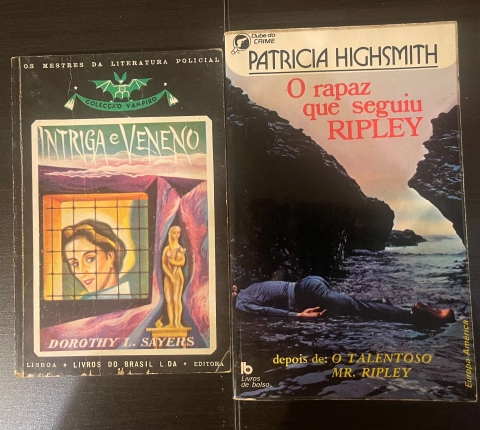 OS MESTRES DA LITERATURA POLICIAL
COLECÇÃO VAMPIRO
INTRIGA e VENENO
DOROTHY L. SAYERS
LISBOA • LIVROS DO BRASIL L.DA • EDITORA
Clube do
CRIME
PATRICIA HIGHSMITH
O rapaz
que seguiu
RIPLEY
depois de: O TALENTOSO
MR. RIPLEY
lb
Livros
de bolso
Europa-América